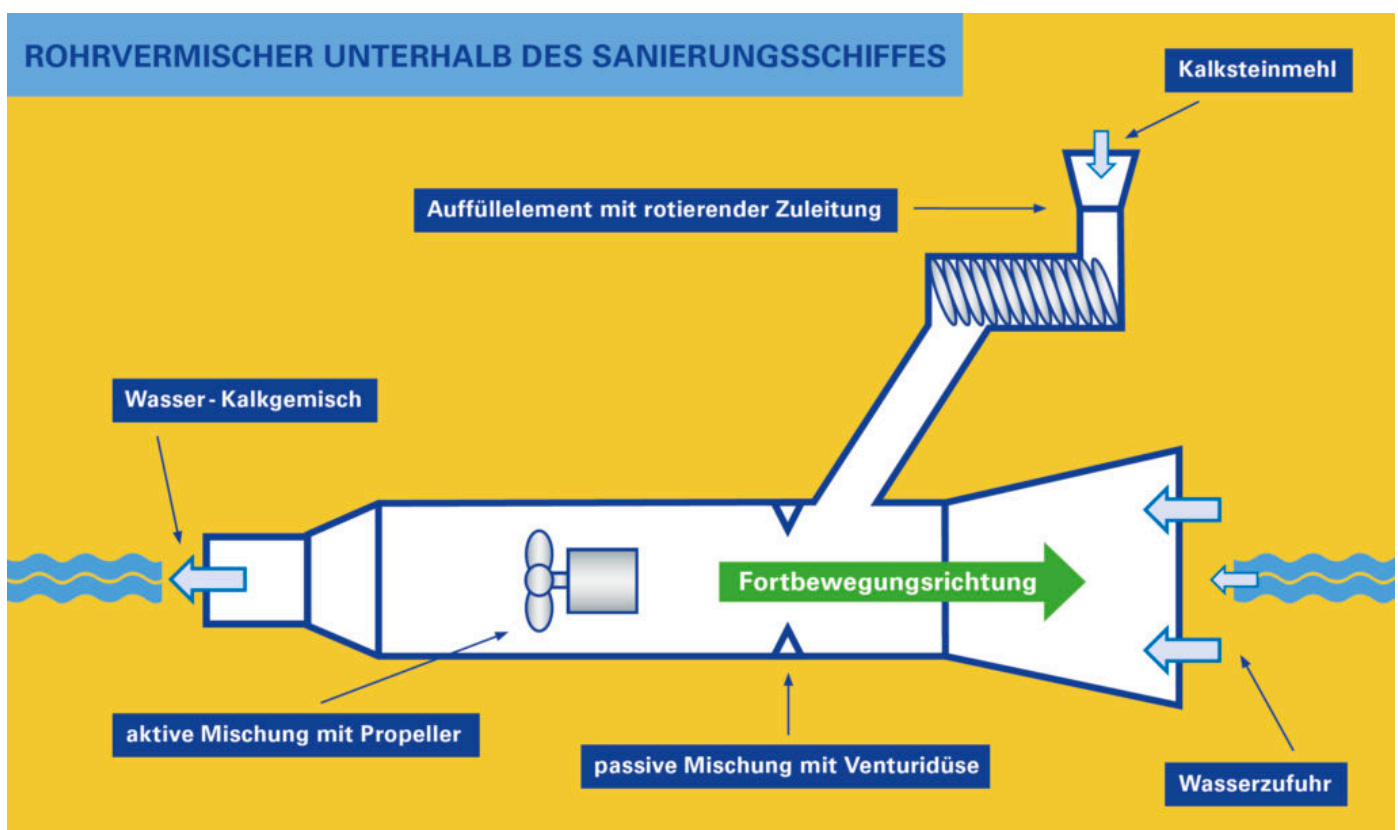 ROHRVERMISCHER UNTERHALB DES SANIERUNGSSCHIFFES
Kalksteinmehl
Auffüllelement mit rotierender Zuleitung
Wasser - Kalkgemisch
Fortbewegungsrichtung
aktive Mischung mit Propeller
passive Mischung mit Venturidüse
Wasserzufuhr